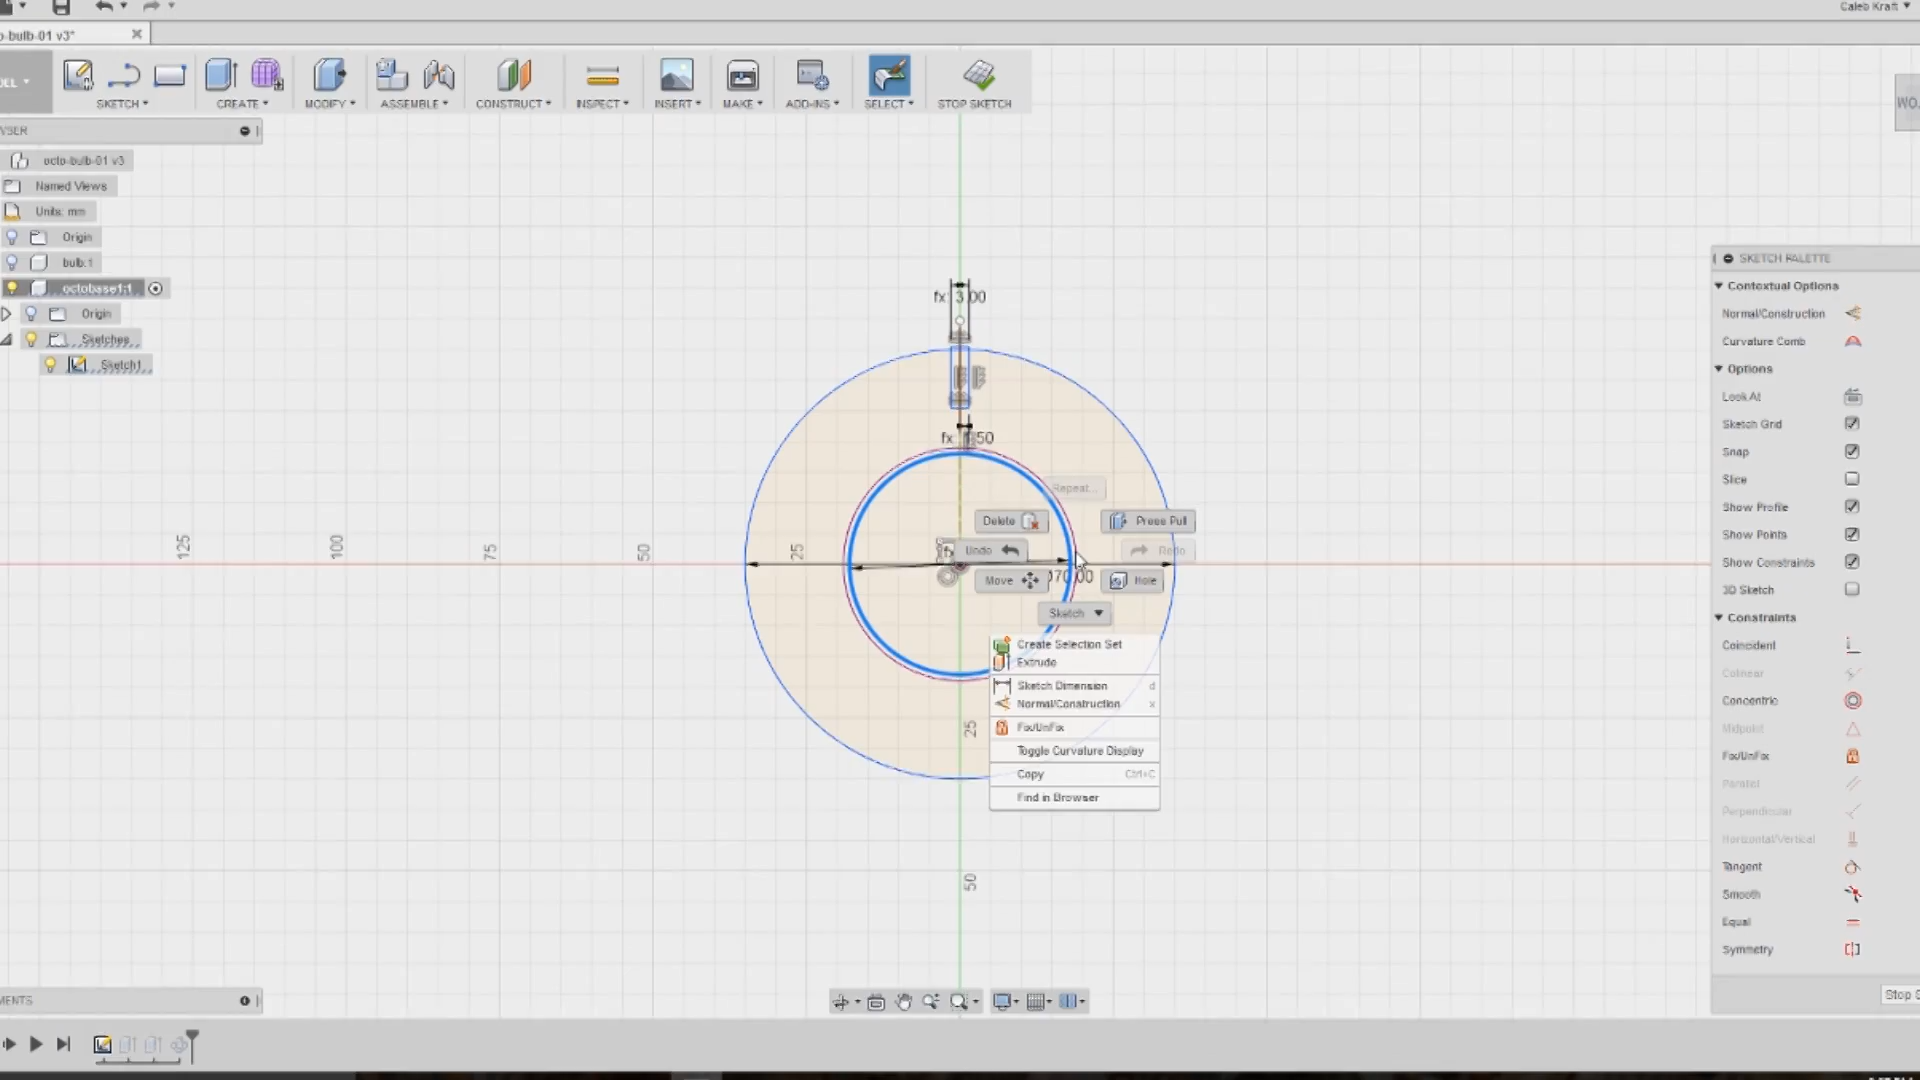 Caleb Kraft
o-bulb-01 v3*
SKETCH
CREATE
MODIFY
ASSEMBLE
CONSTRUCT
INSPECT
INSERT
MAKE
ADD-INS
SELECT
STOP SKETCH
octo-bulb-01 v3
Named Views
Units: mm
Origin
bulb:1
octobase1:1
Origin
Sketches
Sketch1
125
100
75
50
25
25
50
fx: 3.00
fx:
50
70.00
Repeat...
Delete
Press Pull
Undo
Redo
Move
Hole
Sketch
Create Selection Set
Extrude
Sketch Dimension d
Normal/Construction x
Fix/UnFix
Toggle Curvature Display
Copy Ctrl+C
Find in Browser
SKETCH PALETTE
Contextual Options
Normal/Construction
Curvature Comb
Options
Look At
Sketch Grid
Snap
Slice
Show Profile
Show Points
Show Constraints
3D Sketch
Constraints
Coincident
Colinear
Concentric
Midpoint
Fix/UnFix
Parallel
Perpendicular
Horizontal/Vertical
Tangent
Smooth
Equal
Symmetry
Stop S